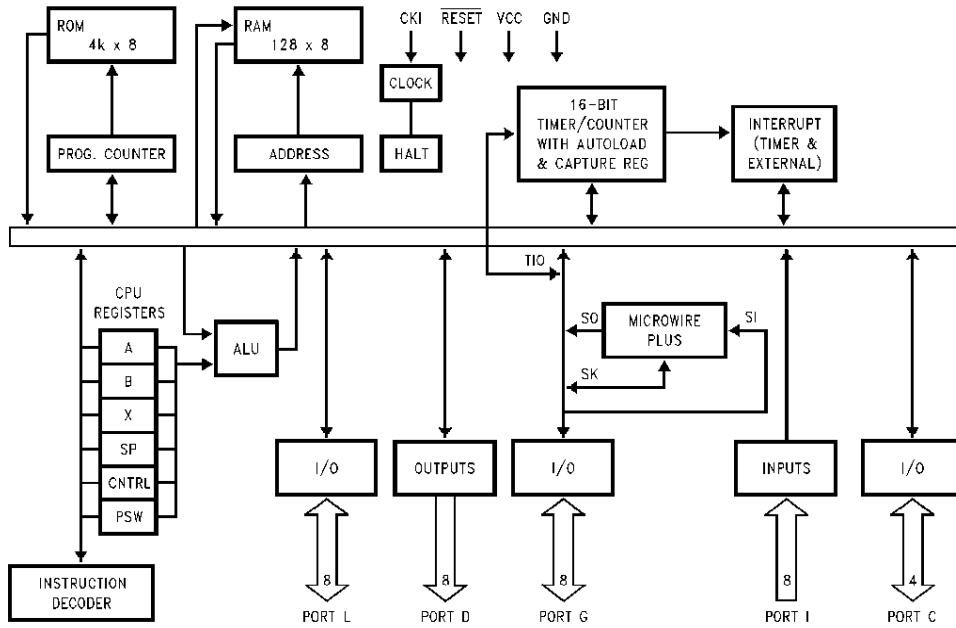 ROM
4k x 8
RAM
128 x 8
CKI
RESET
VCC
GND
CLOCK
HALT
PROG. COUNTER
ADDRESS
16-BIT
TIMER/COUNTER
WITH AUTOLOAD
& CAPTURE REG
INTERRUPT
(TIMER &
EXTERNAL)
TIO
CPU
REGISTERS
A
B
X
SP
CNTRL
PSW
ALU
SO
MICROWIRE
PLUS
SI
SK
I/O
OUTPUTS
I/O
INPUTS
I/O
INSTRUCTION
DECODER
8
8
8
8
4
PORT L
PORT D
PORT G
PORT I
PORT C